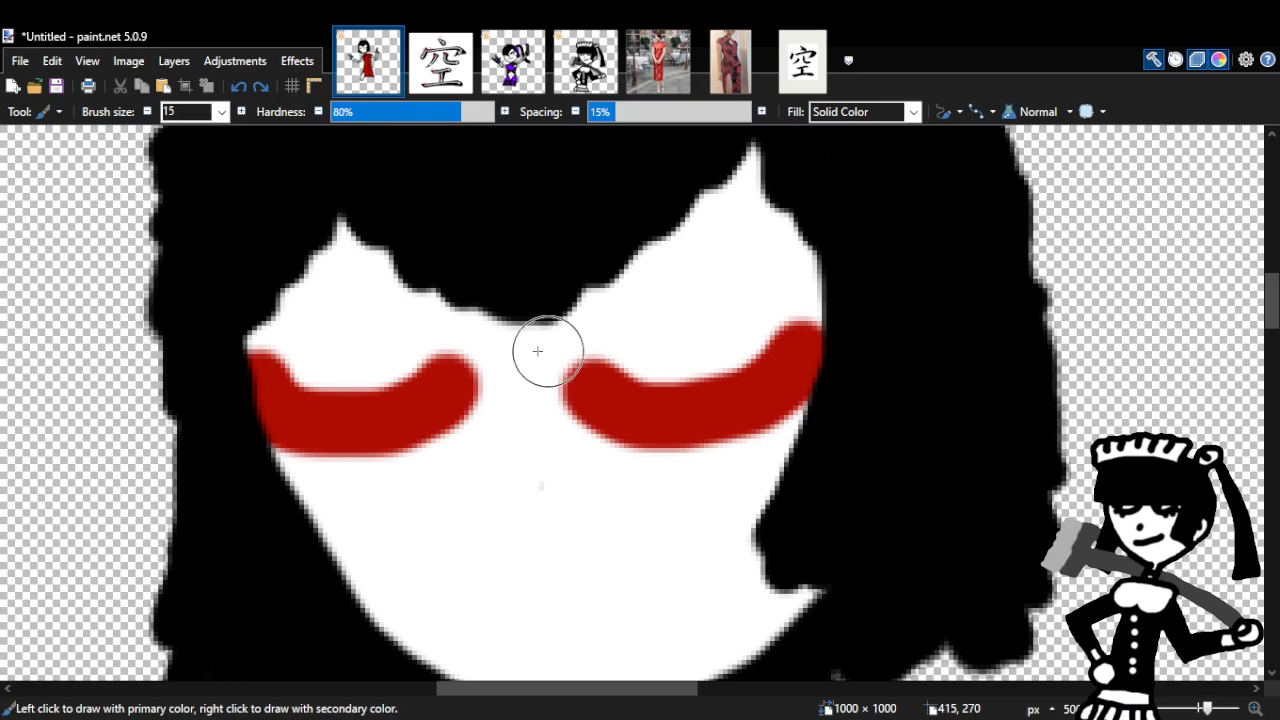 *Untitled - paint.net 5.0.9
File Edit View Image Layers Adjustments Effects
空
空
Tool: Brush size: 15 Hardness: 80% Spacing: 15% Fill: Solid Color Normal
Left click to draw with primary color, right click to draw with secondary color. 1000 × 1000 415, 270 px